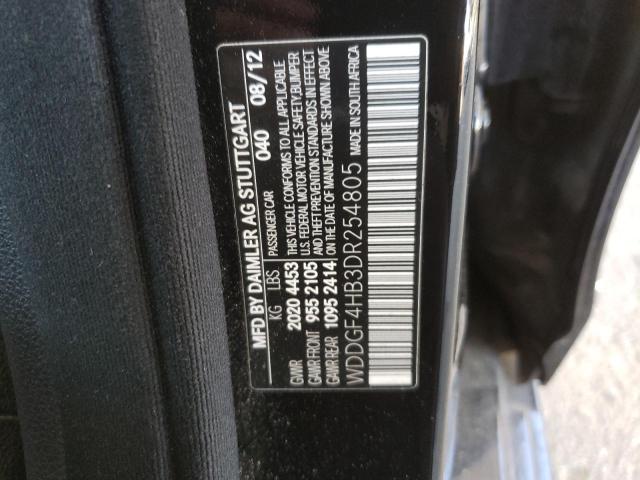 MFD BY DAIMLER AG STUTTGART
040 08/12
KG LBS PASSENGER CAR
GVWR 2020 4453
GAWR FRONT 955 2105
GAWR REAR 1095 2414
THIS VEHICLE CONFORMS TO ALL APPLICABLE
U.S. FEDERAL MOTOR VEHICLE SAFETY, BUMPER
AND THEFT PREVENTION STANDARDS IN EFFECT
ON THE DATE OF MANUFACTURE SHOWN ABOVE
WDDGF4HB3DR254805
MADE IN SOUTH AFRICA